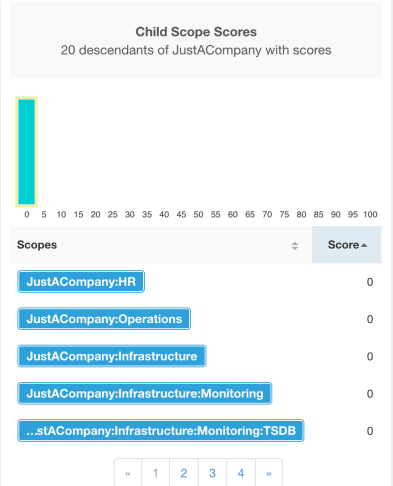 Child Scope Scores
20 descendants of JustACompany with scores
0 5 10 15 20 25 30 35 40 45 50 55 60 65 70 75 80 85 90 95 100
Scopes Score
JustACompany:HR 0
JustACompany:Operations 0
JustACompany:Infrastructure 0
JustACompany:Infrastructure:Monitoring 0
...stACompany:Infrastructure:Monitoring:TSDB 0
« 1 2 3 4 »